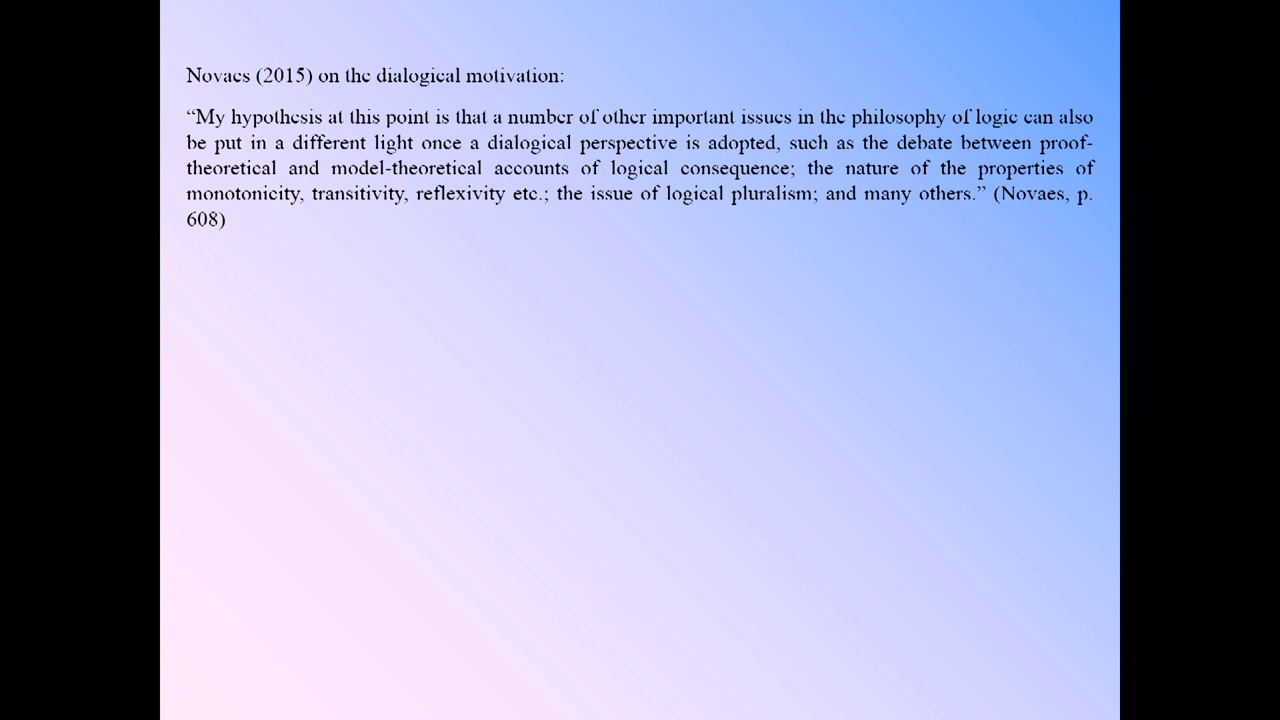 Novaes (2015) on the dialogical motivation:
“My hypothesis at this point is that a number of other important issues in the philosophy of logic can also
be put in a different light once a dialogical perspective is adopted, such as the debate between proof-
theoretical and model-theoretical accounts of logical consequence; the nature of the properties of
monotonicity, transitivity, reflexivity etc.; the issue of logical pluralism; and many others.” (Novaes, p.
608)